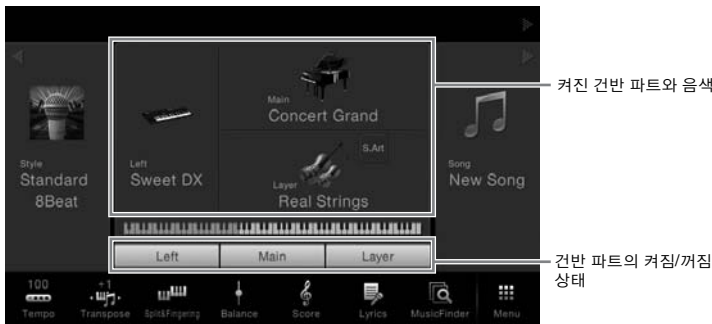 Main
Concert Grand
켜진 건반 파트와 음색
S.Art
Style
Standard
8Beat
Left
Sweet DX
Layer
Real Strings
Song
New Song
Left
Main
Layer
건반 파트의 켜짐/꺼짐
상태
100
+1
Tempo
Transpose
Split&Fingering
Balance
Score
Lyrics
MusicFinder
Menu